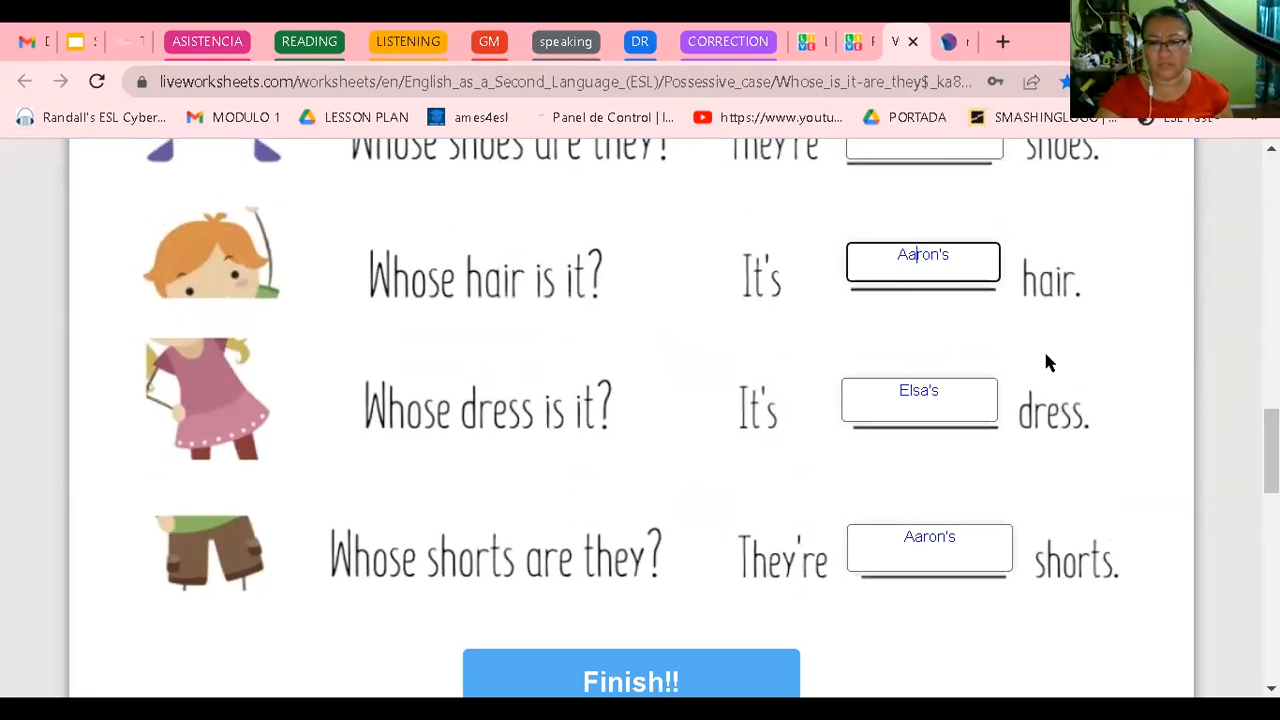 ASISTENCIA READING LISTENING GM speaking DR CORRECTION
liveworksheets.com/worksheets/en/English_as_a_Second_Language_(ESL)/Possessive_case/Whose_is_it-are_they$_ka8...
Randall's ESL Cyber... MODULO 1 LESSON PLAN ames4esl Panel de Control | I... https://www.youtu... PORTADA SMASHINGLOGO |...
Whose shoes are they? They're shoes.
Whose hair is it? It's Aaron's hair.
Whose dress is it? It's Elsa's dress.
Whose shorts are they? They're Aaron's shorts.
Finish!!